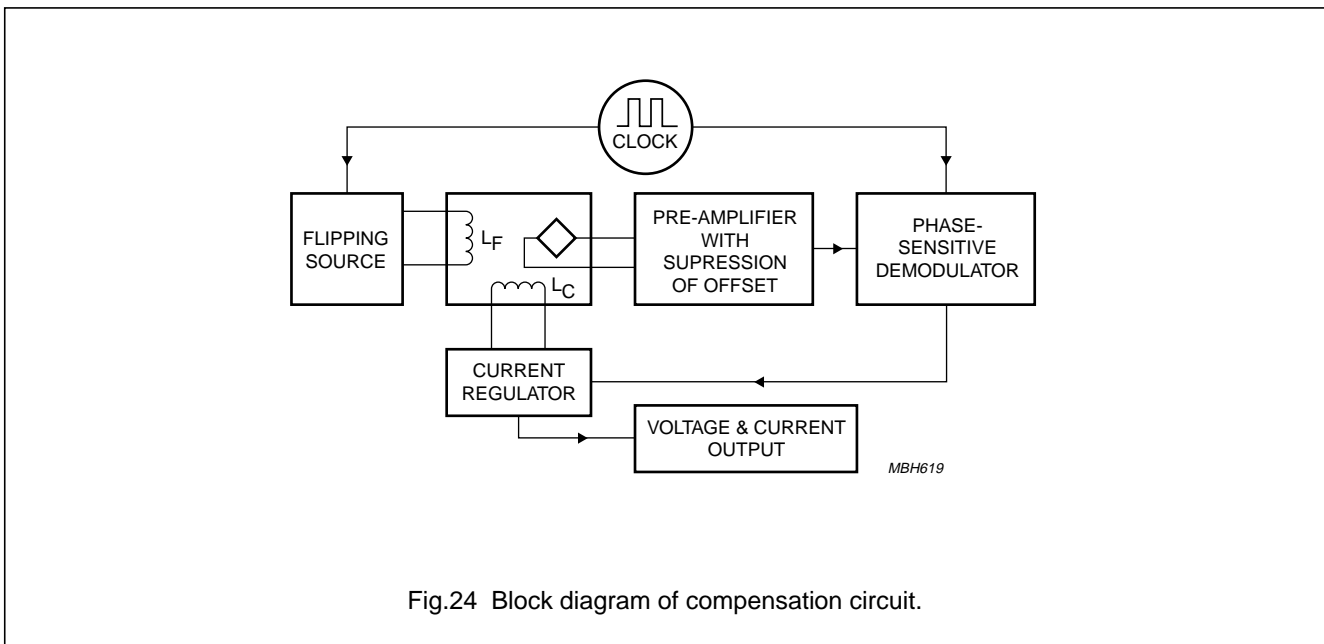 CLOCK
FLIPPING
SOURCE
LF
LC
PRE-AMPLIFIER
WITH
SUPRESSION
OF OFFSET
PHASE-
SENSITIVE
DEMODULATOR
CURRENT
REGULATOR
VOLTAGE & CURRENT
OUTPUT
MBH619
Fig.24 Block diagram of compensation circuit.